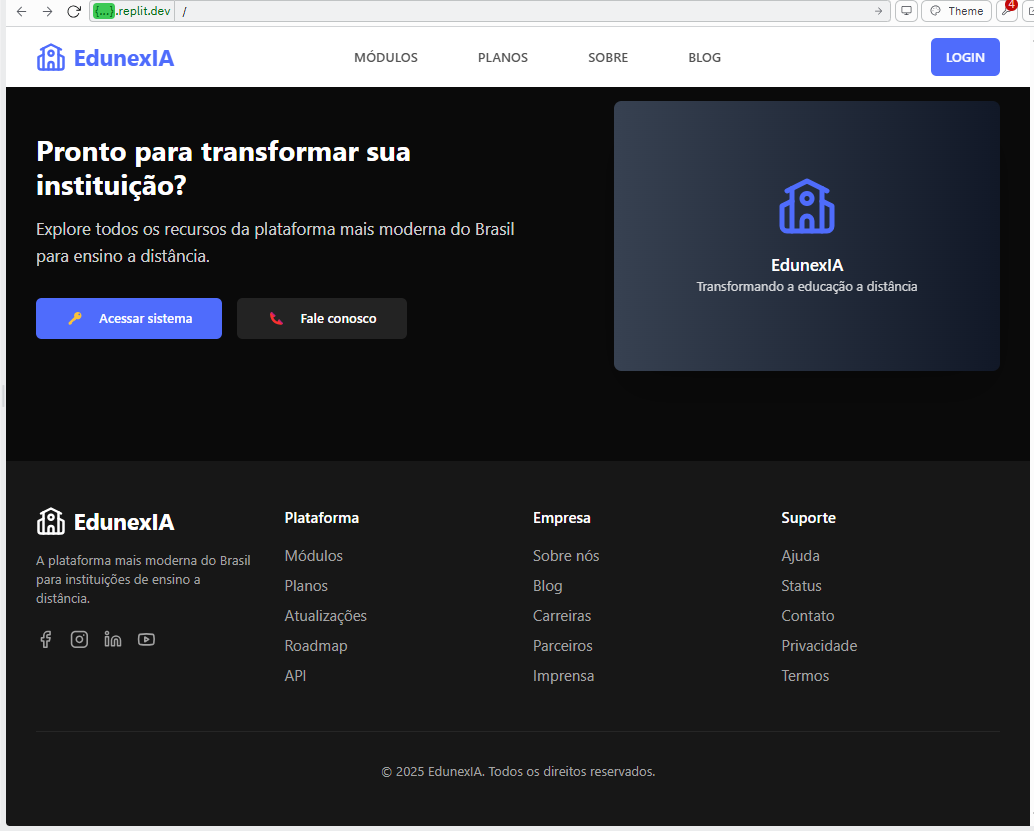 {...}.replit.dev /
Theme
4
EdunexIA
MÓDULOS
PLANOS
SOBRE
BLOG
LOGIN
Pronto para transformar sua
instituição?
Explore todos os recursos da plataforma mais moderna do Brasil
para ensino a distância.
Acessar sistema
Fale conosco
EdunexIA
Transformando a educação a distância
EdunexIA
A plataforma mais moderna do Brasil
para instituições de ensino a
distância.
Plataforma
Módulos
Planos
Atualizações
Roadmap
API
Empresa
Sobre nós
Blog
Carreiras
Parceiros
Imprensa
Suporte
Ajuda
Status
Contato
Privacidade
Termos
© 2025 EdunexIA. Todos os direitos reservados.